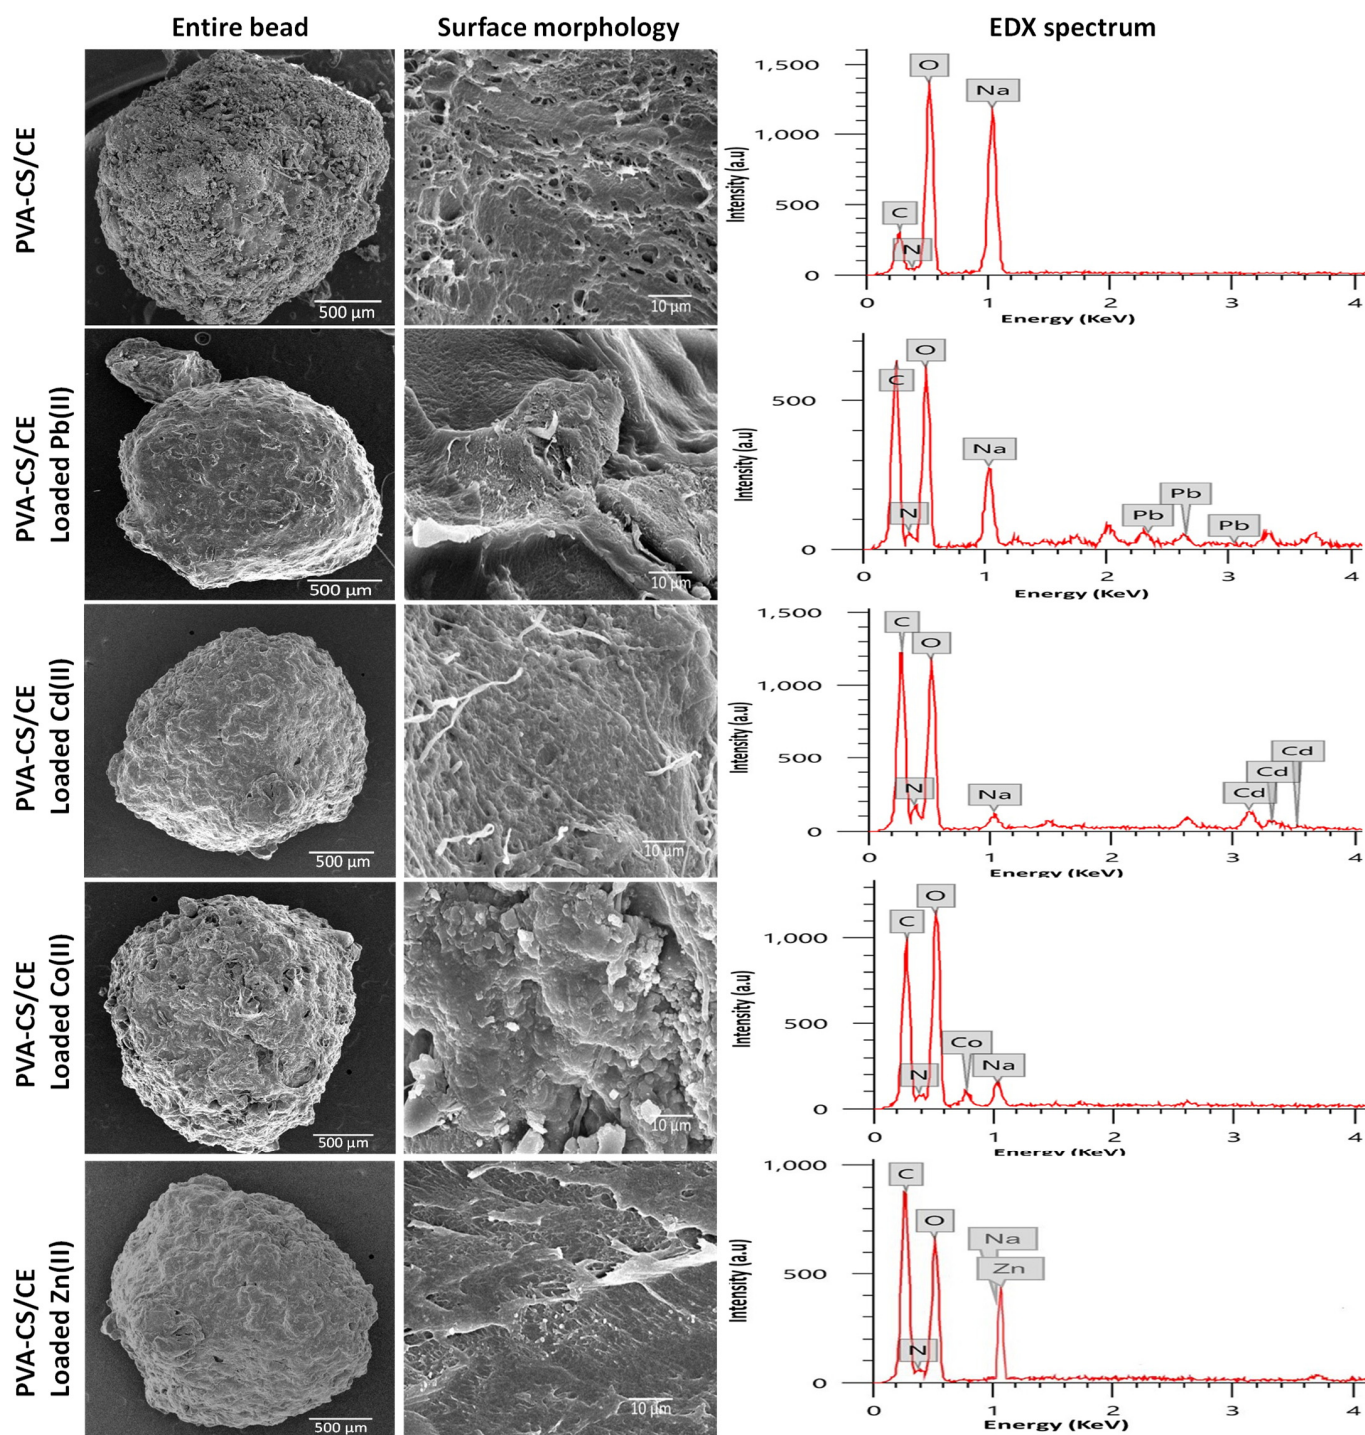 Entire bead
Surface morphology
EDX spectrum
PVA-CS/CE
500 µm
10 µm
Intensity (a.u)
1,500
1,000
500
0
C
N
O
Na
0 1 2 3 4
Energy (KeV)
PVA-CS/CE
Loaded Pb(II)
500 µm
10 µm
Intensity (a.u)
500
0
C
N
O
Na
Pb
Pb
Pb
0 1 2 3 4
Energy (KeV)
PVA-CS/CE
Loaded Cd(II)
500 µm
10 µm
Intensity (a.u)
1,500
1,000
500
0
C
N
O
Na
Cd
Cd
Cd
0 1 2 3 4
Energy (KeV)
PVA-CS/CE
Loaded Co(II)
500 µm
10 µm
Intensity (a.u)
1,000
500
0
C
N
O
Co
Na
0 1 2 3 4
Energy (KeV)
PVA-CS/CE
Loaded Zn(II)
500 µm
10 µm
Intensity (a.u)
1,000
500
0
C
N
O
Na
Zn
0 1 2 3 4
Energy (KeV)